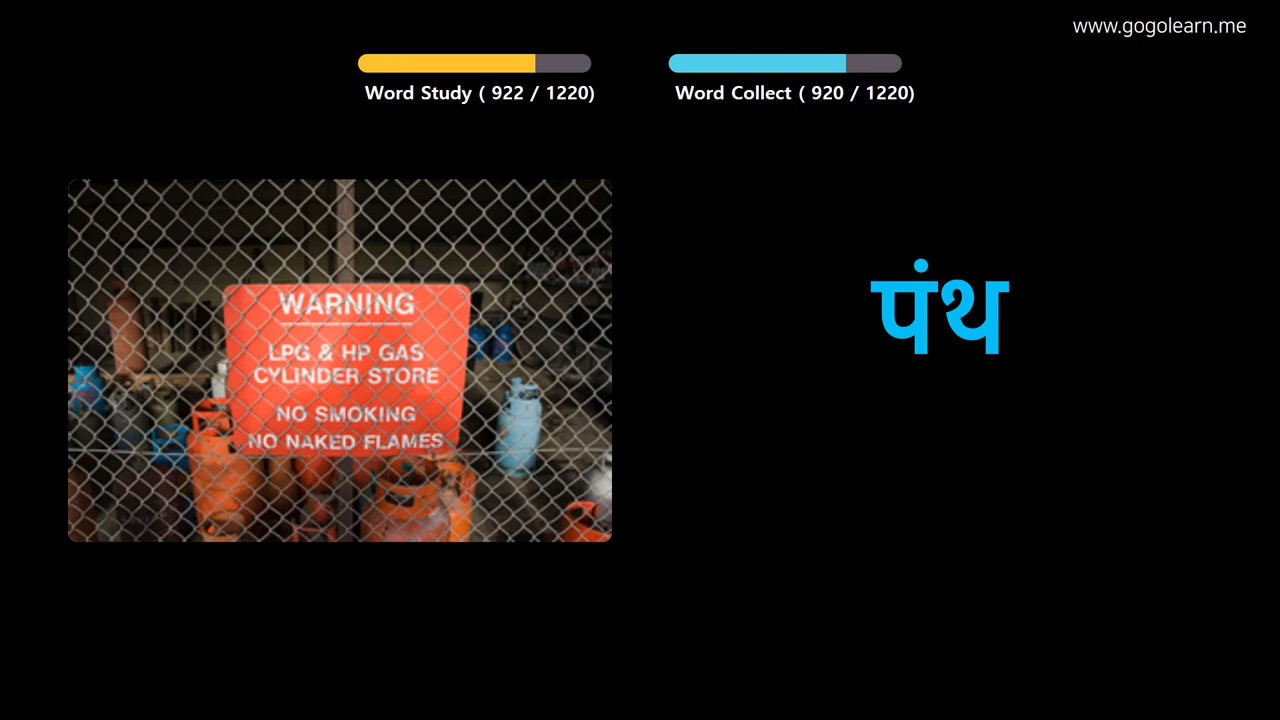 www.gogolearn.me
Word Study ( 922 / 1220)
Word Collect ( 920 / 1220)
WARNING
LPG & HP GAS
CYLINDER STORE
NO SMOKING
NO NAKED FLAMES
पंथ